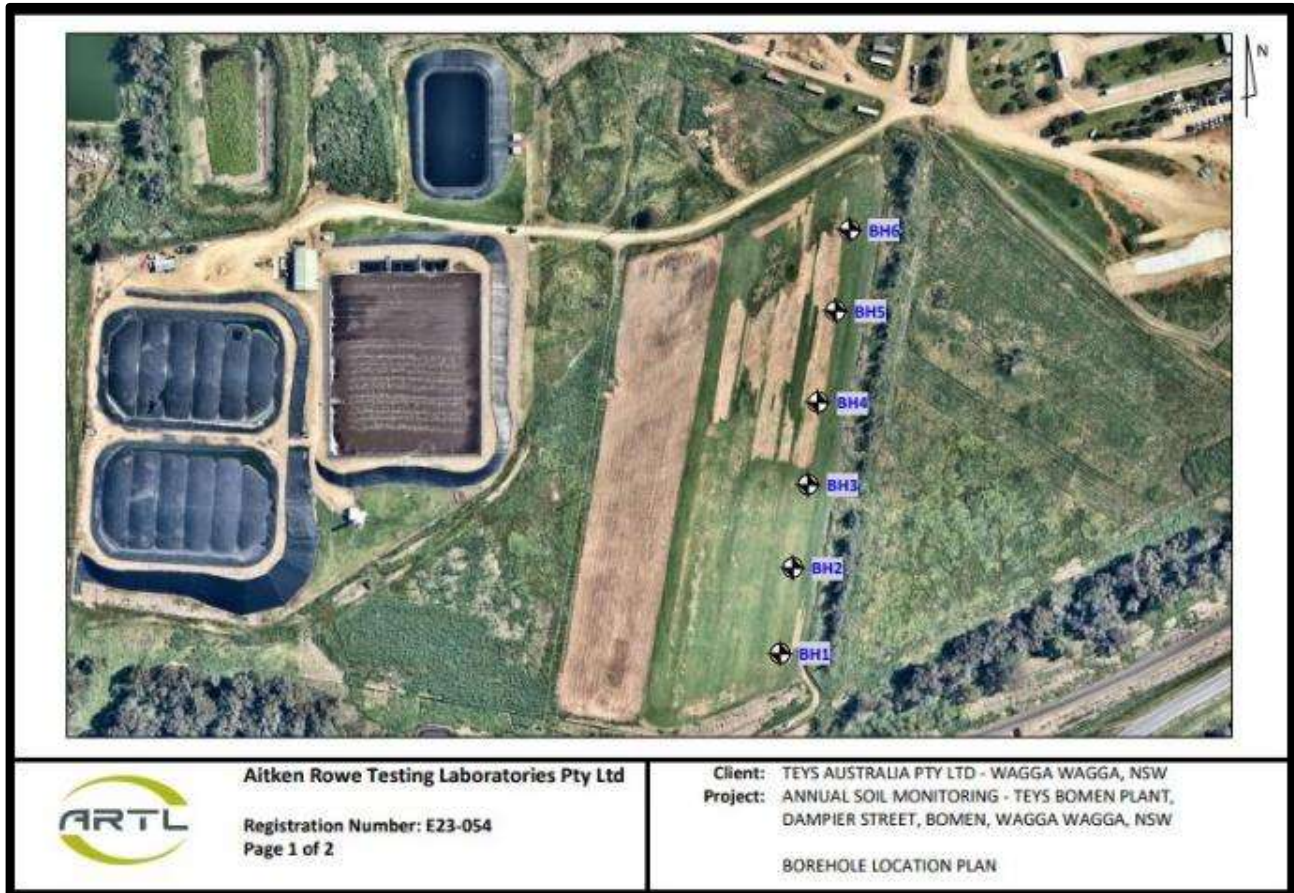 N
BH6
BH5
BH4
BH3
BH2
BH1
ARTL
Aitken Rowe Testing Laboratories Pty Ltd
Registration Number: E23-054
Page 1 of 2
Client: TEYS AUSTRALIA PTY LTD - WAGGA WAGGA, NSW
Project: ANNUAL SOIL MONITORING - TEYS BOMEN PLANT,
DAMPIER STREET, BOMEN, WAGGA WAGGA, NSW
BOREHOLE LOCATION PLAN